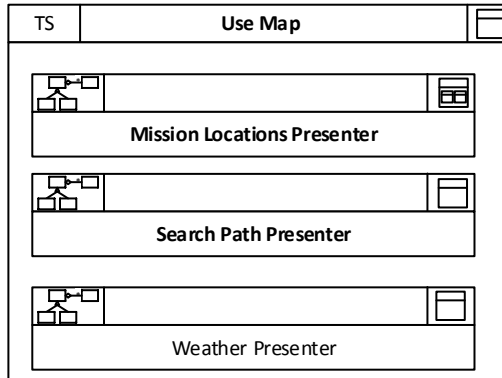 TS Use Map
Mission Locations Presenter
Search Path Presenter
Weather Presenter